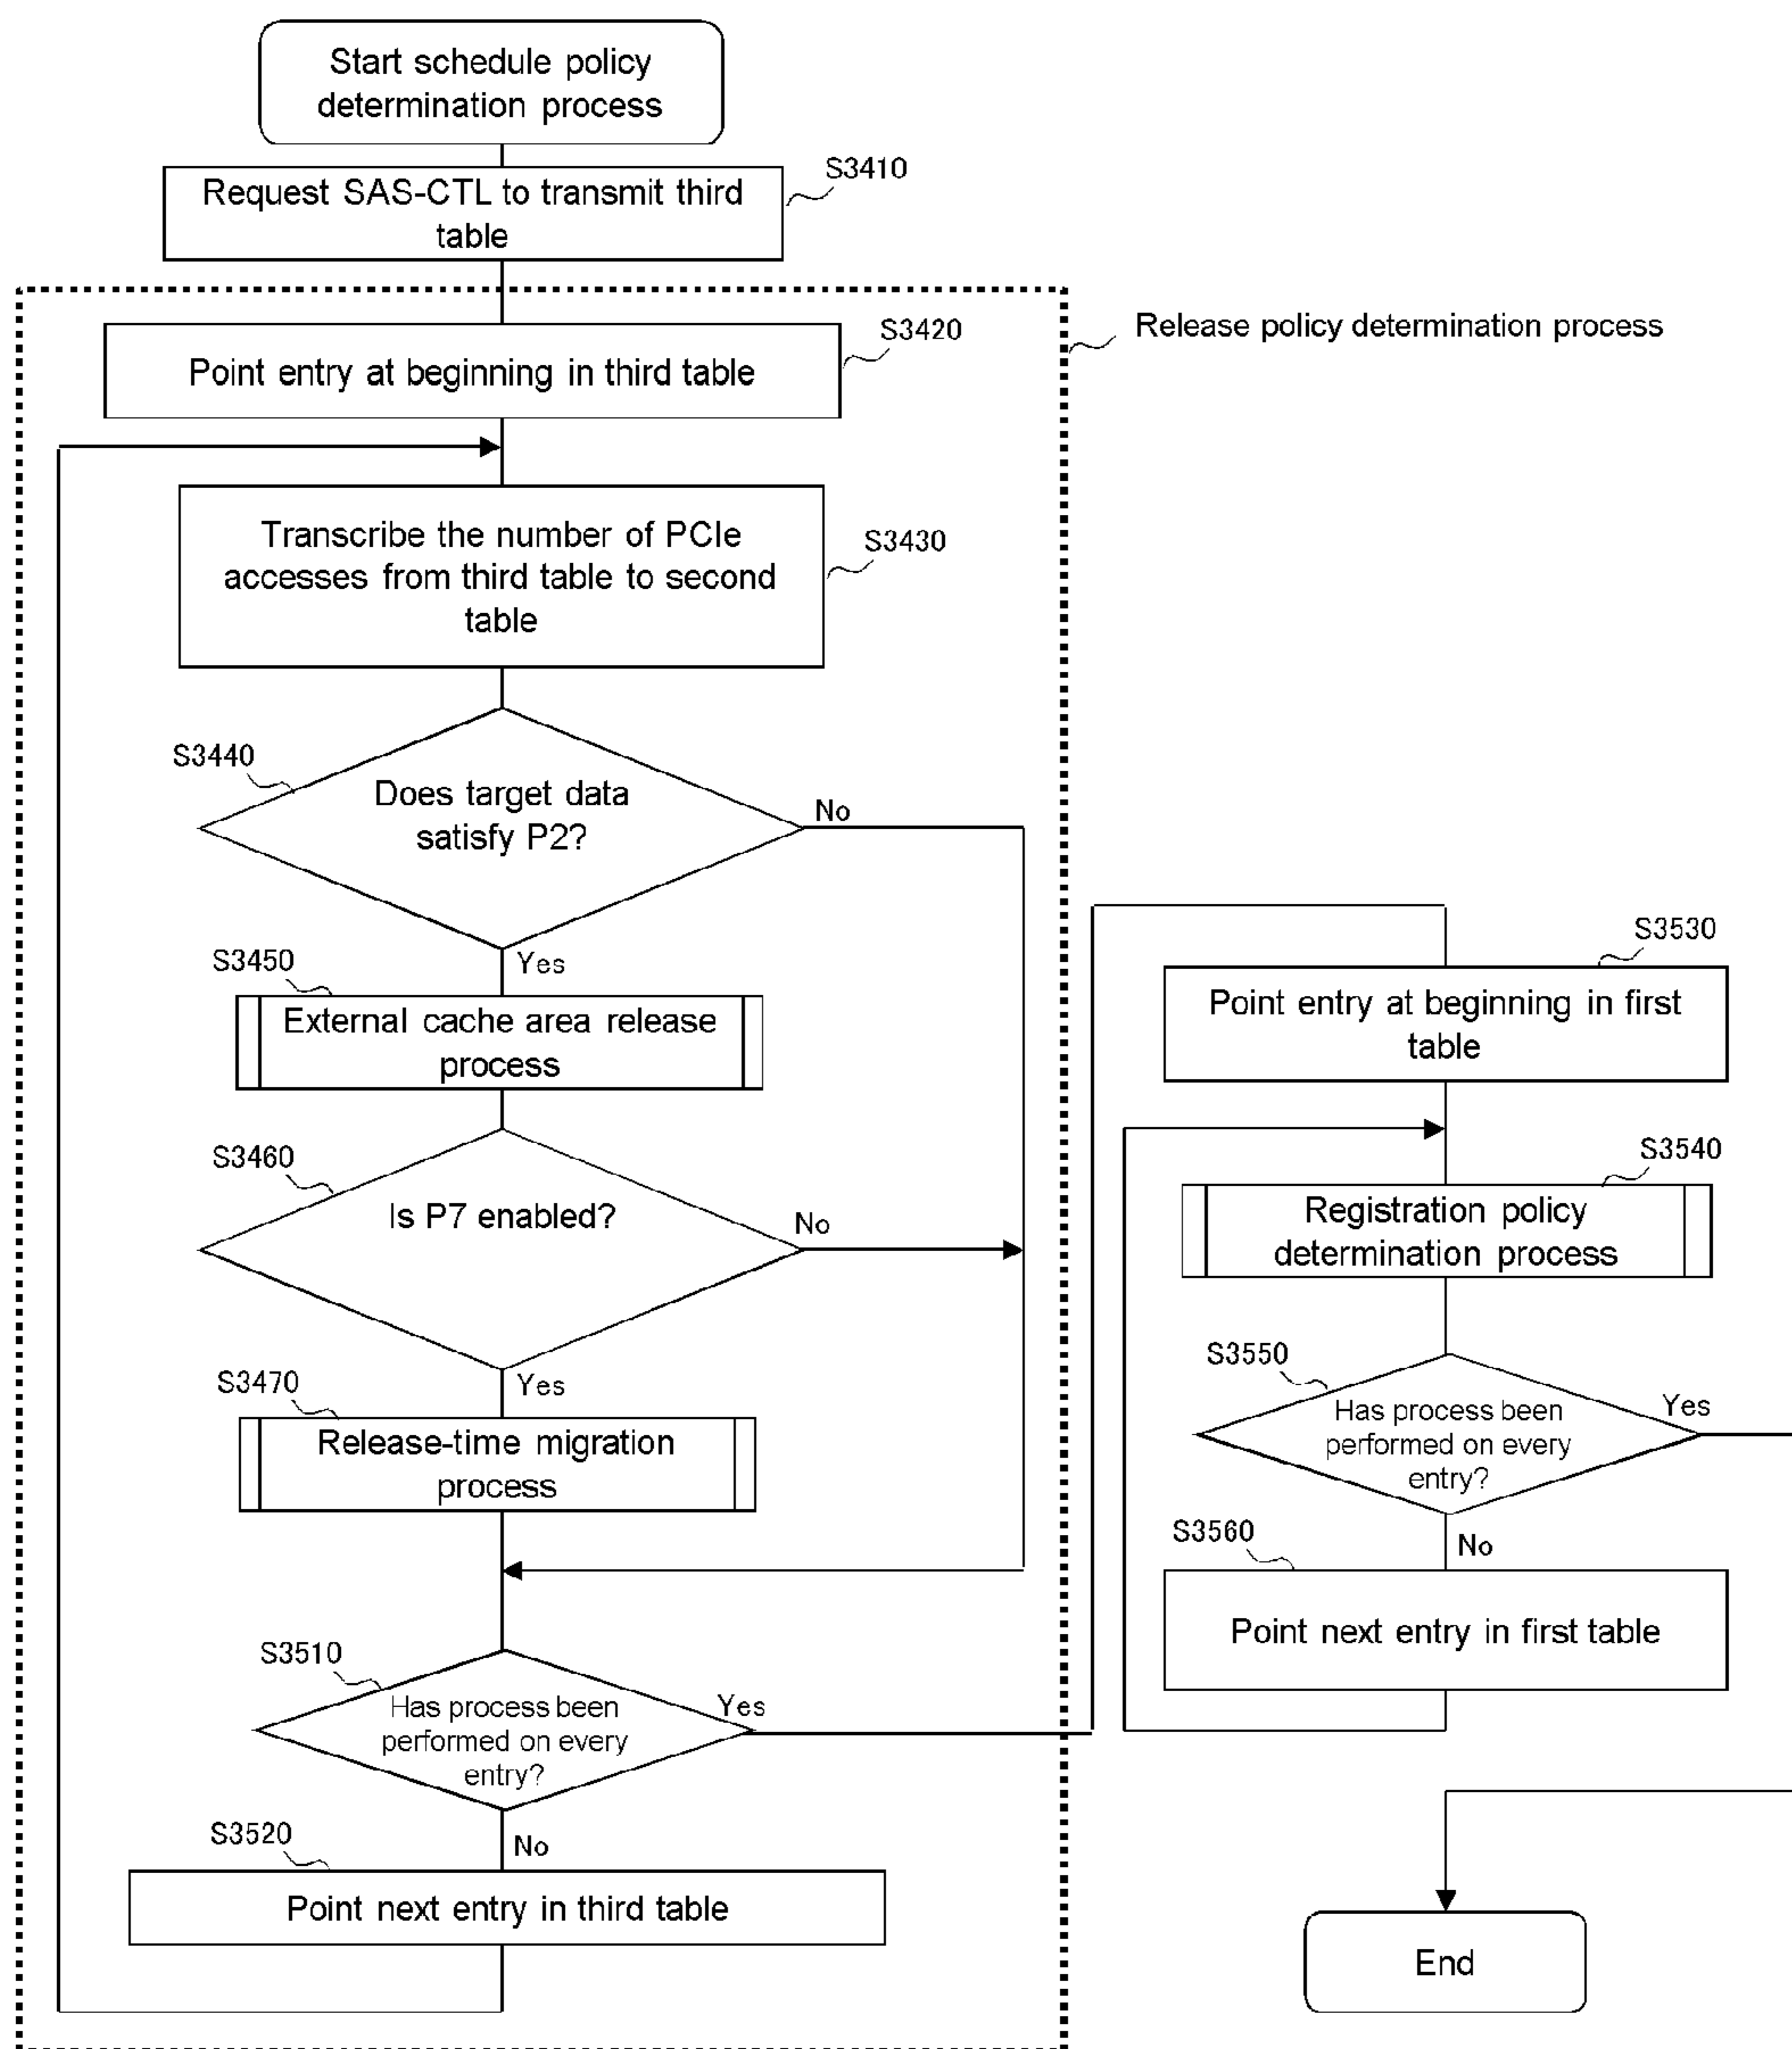 Start schedule policy
determination process
S3410
Request SAS-CTL to transmit third
table
Release policy determination process
S3420
Point entry at beginning in third table
S3430
Transcribe the number of PCIe
accesses from third table to second
table
S3440
Does target data
satisfy P2?
No
Yes
S3450
External cache area release
process
S3460
Is P7 enabled?
No
Yes
S3470
Release-time migration
process
S3510
Has process been
performed on every
entry?
Yes
No
S3520
Point next entry in third table
S3530
Point entry at beginning in first
table
S3540
Registration policy
determination process
S3550
Has process been
performed on every
entry?
Yes
No
S3560
Point next entry in first table
End